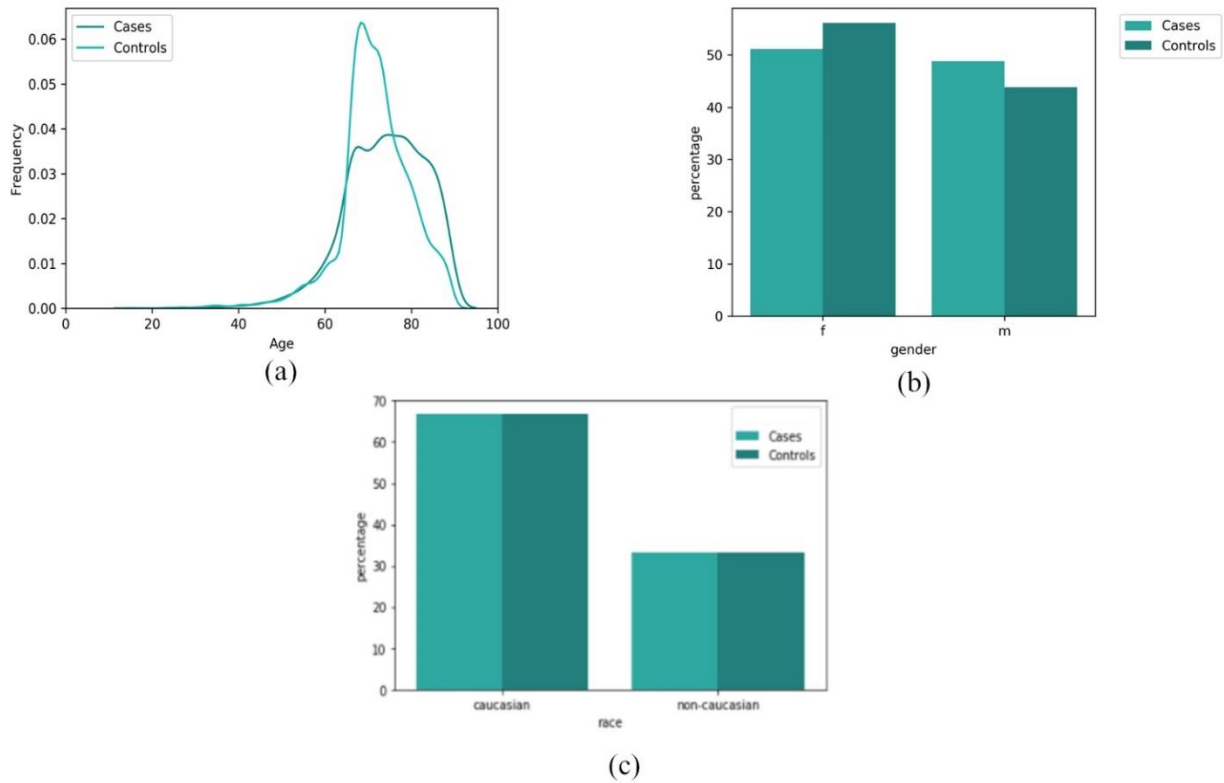 Cases
Controls
0.06
0.05
0.04
0.03
0.02
0.01
0.00
Frequency
0 20 40 60 80 100
Age
(a)
Cases
Controls
50
40
30
20
10
0
percentage
f m
gender
(b)
Cases
Controls
70
60
50
40
30
20
10
0
percentage
caucasian non-caucasian
race
(c)